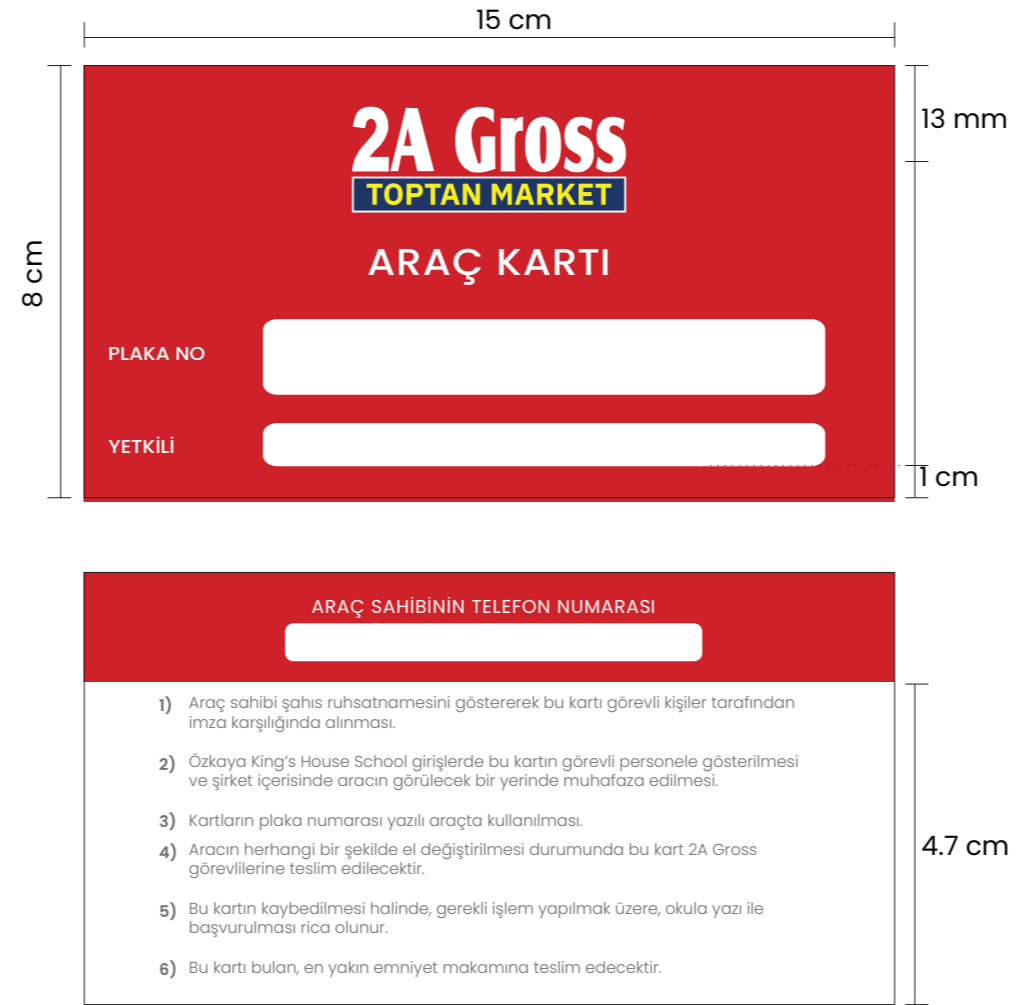 15 cm
13 mm
2A Gross
TOPTAN MARKET
8 cm
ARAÇ KARTI
PLAKA NO
YETKİLİ
1 cm
ARAÇ SAHİBİNİN TELEFON NUMARASI
1) Araç sahibi şahıs ruhsatnamesini göstererek bu kartı görevli kişiler tarafından
imza karşılığında alınması.
2) Özkaya King’s House School girişlerde bu kartın görevli personele gösterilmesi
ve şirket içerisinde aracın görülecek bir yerinde muhafaza edilmesi.
3) Kartların plaka numarası yazılı araçta kullanılması.
4) Aracın herhangi bir şekilde el değiştirilmesi durumunda bu kart 2A Gross
görevlilerine teslim edilecektir.
4.7 cm
5) Bu kartın kaybedilmesi halinde, gerekli işlem yapılmak üzere, okula yazı ile
başvurulması rica olunur.
6) Bu kartı bulan, en yakın emniyet makamına teslim edecektir.